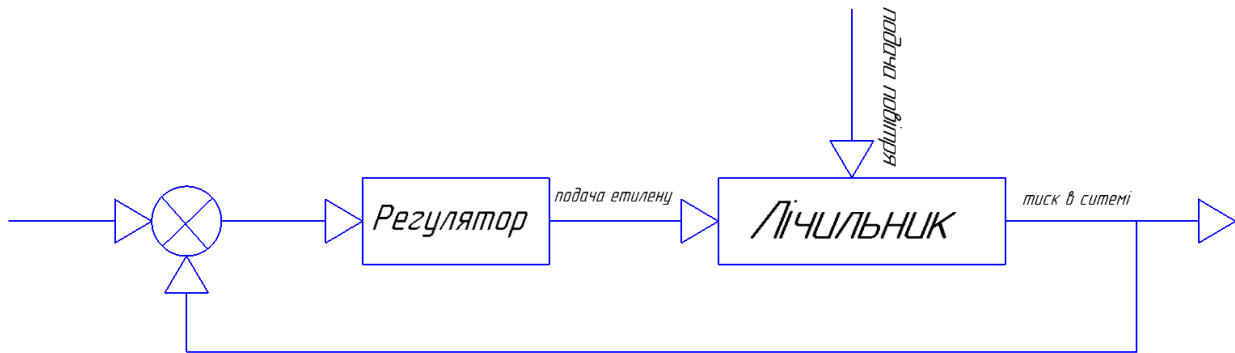 подача повітря
Регулятор
подача етилену
Лічильник
тиск в ситемі